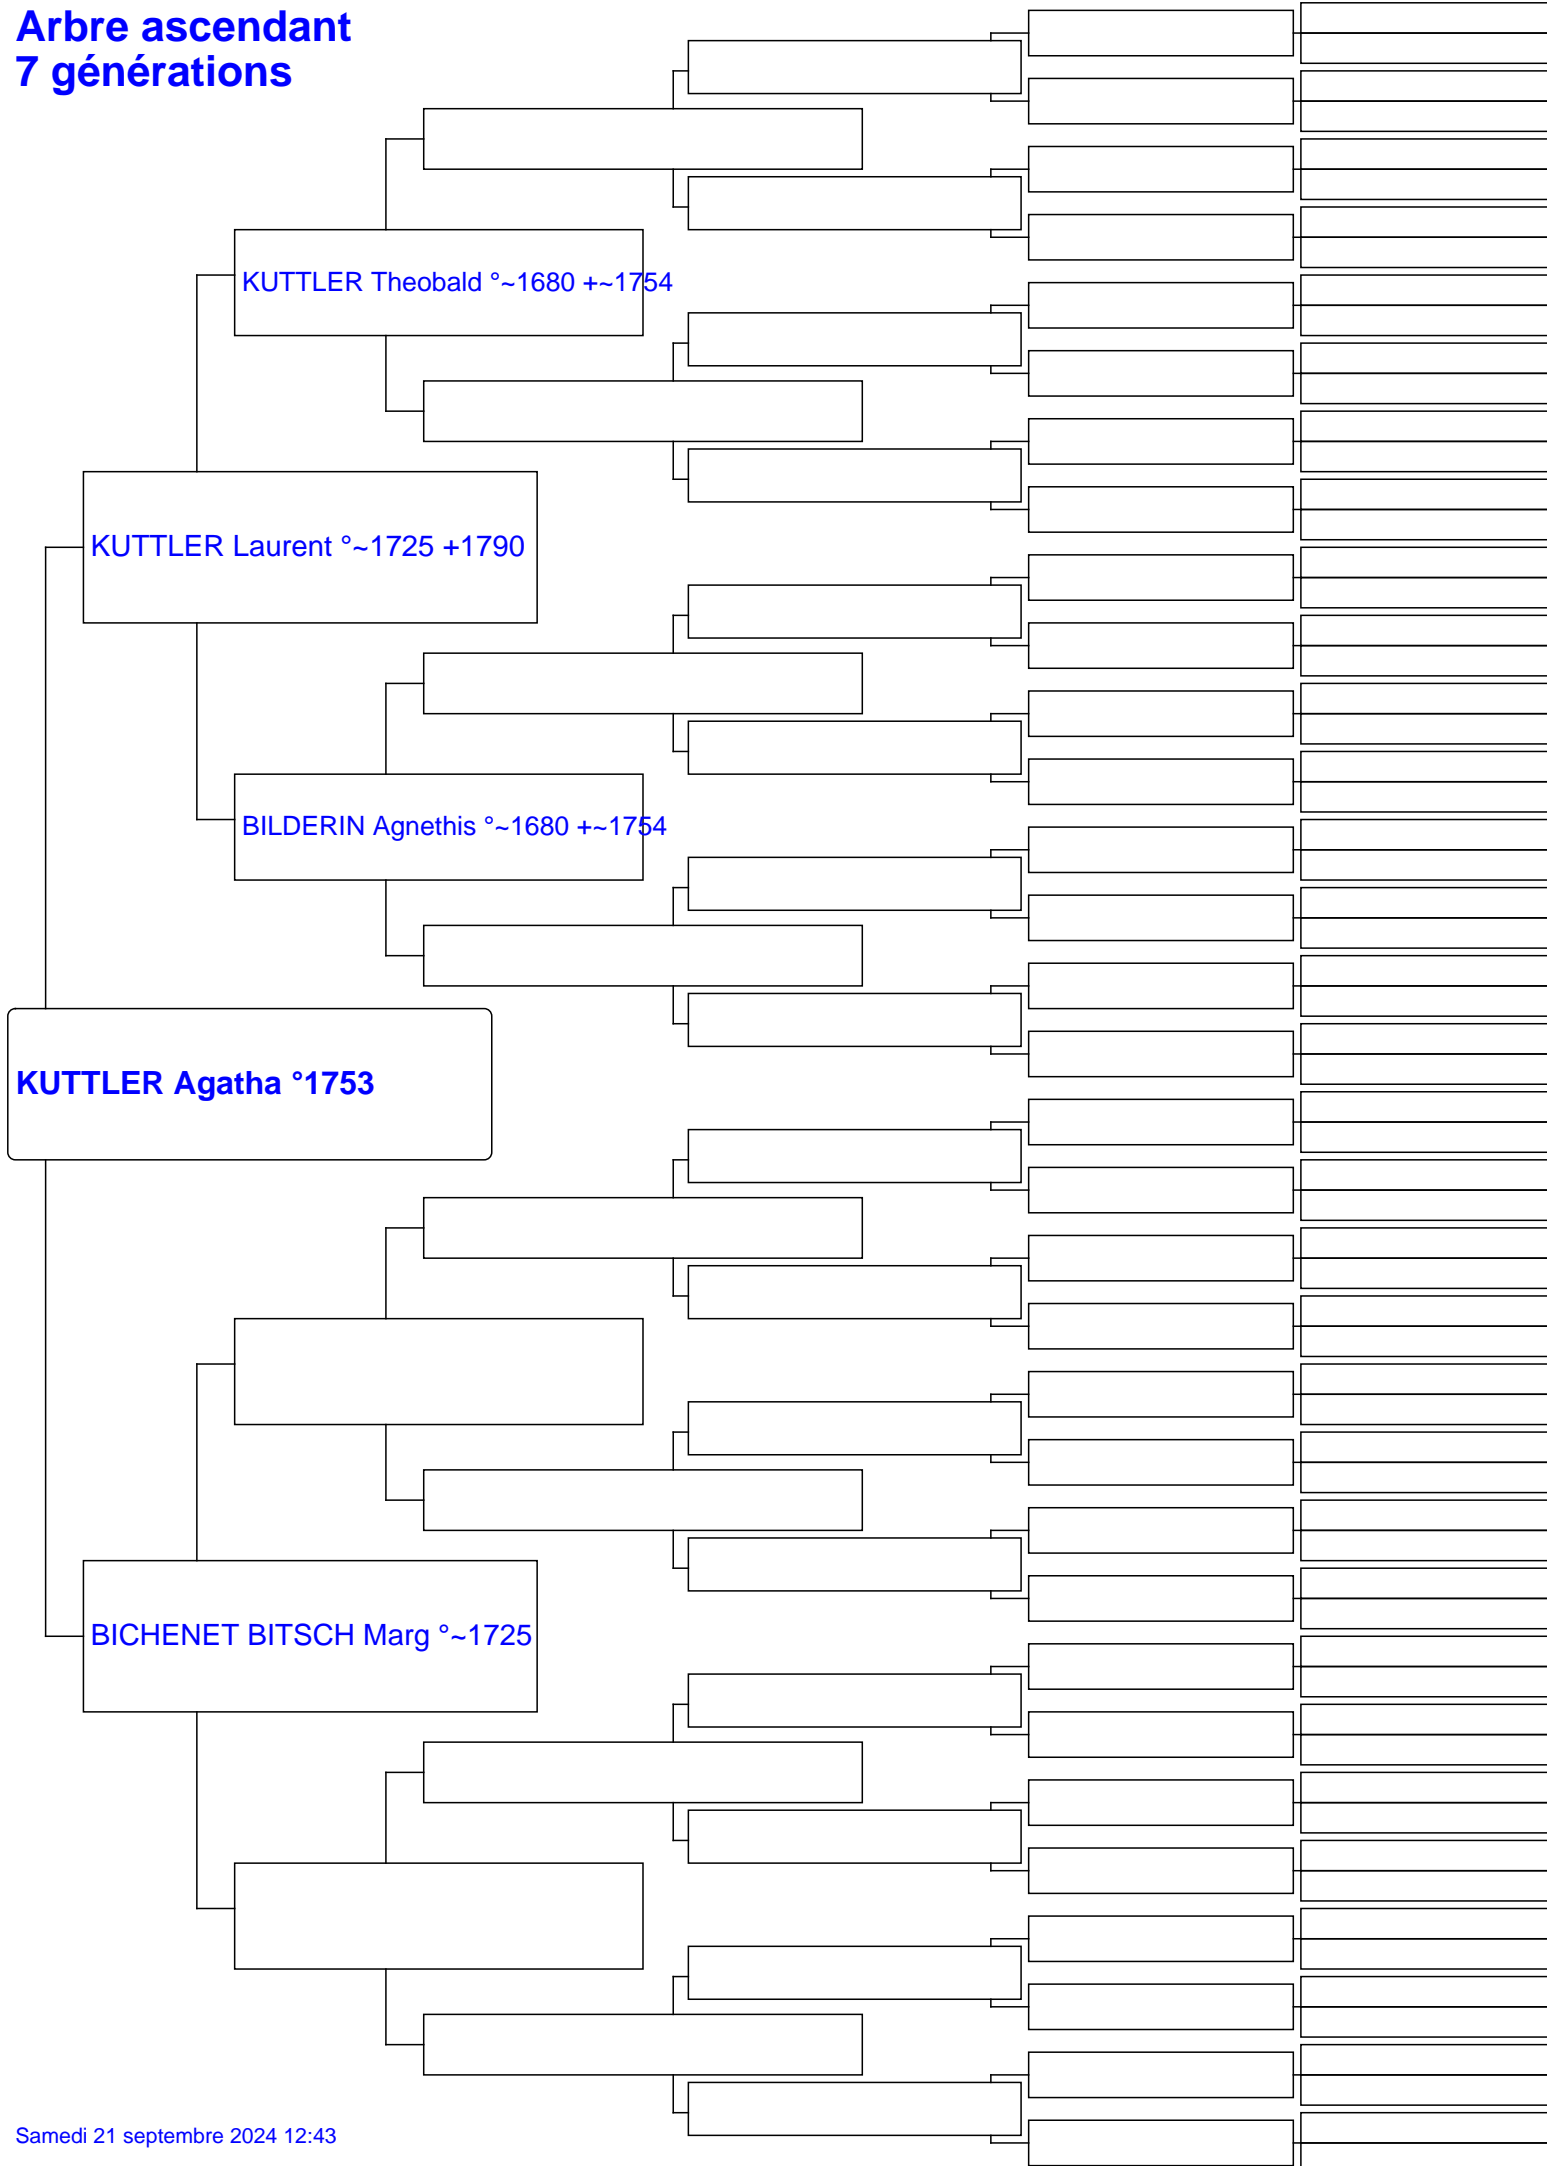 Arbre ascendant
7 générations
KUTTLER Theobald °~1680 +~1754
KUTTLER Laurent °~1725 +1790
BILDERIN Agnethis °~1680 +~1754
KUTTLER Agatha °1753
BICHENET BITSCH Marg °~1725
Samedi 21 septembre 2024 12:43